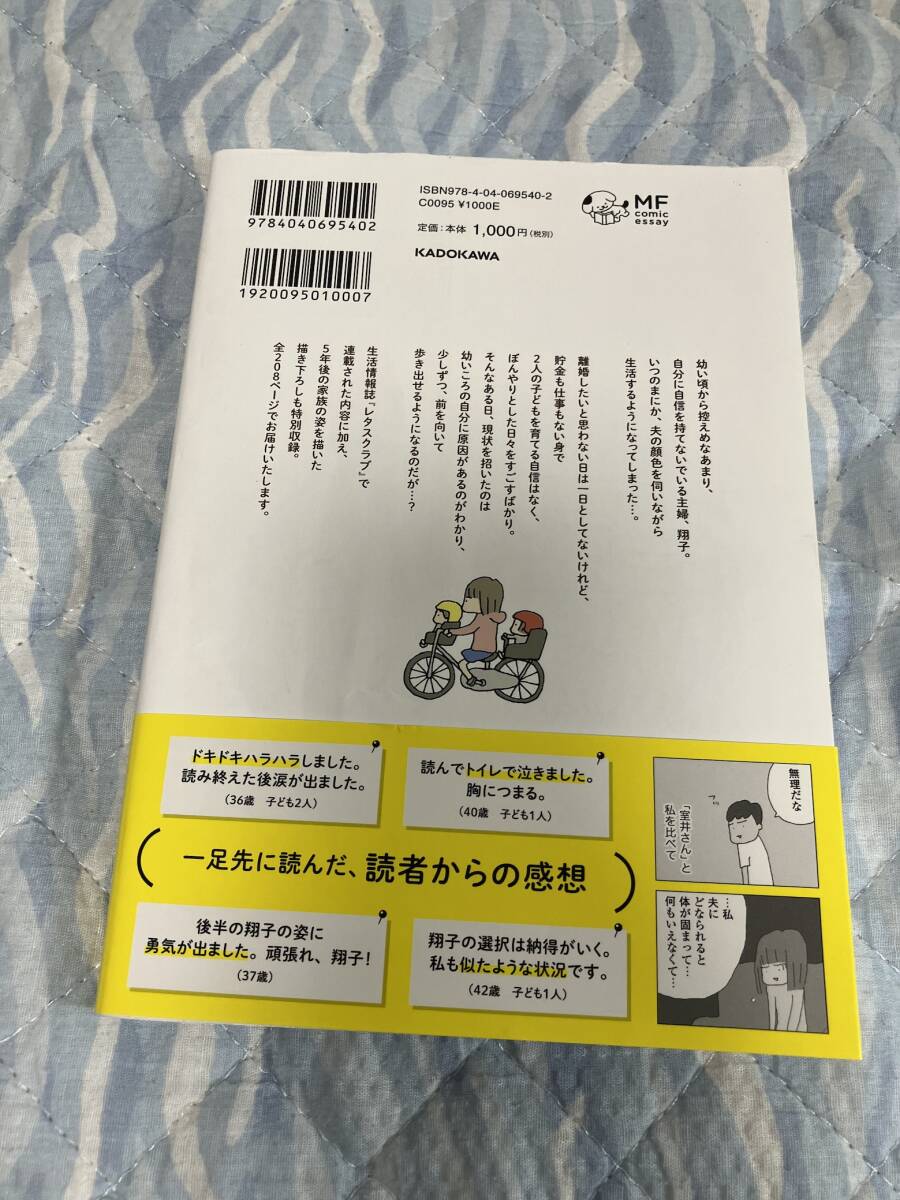 ISBN978-4-04-069540-2
C0095 ¥1000E
定価:本体 1,000円(税別)
KADOKAWA
MF
comic
essay
9784040695402
1920095010007
幼い頃から控えめなあまり、
自分に自信を持てないでいる主婦、翔子。
いつのまにか、夫の顔色を伺いながら
生活するようになってしまった…。
離婚したいと思わない日は一日としてないけれど、
貯金も仕事もない身で
2人の子どもを育てる自信はなく、
ぼんやりとした日々をすごすばかり。
そんなある日、現状を招いたのは
幼いころの自分に原因があるのがわかり、
少しずつ、前を向いて
歩き出せるようになるのだが…?
生活情報誌『レタスクラブ』で
連載された内容に加え、
5年後の家族の姿を描いた
描き下ろしも特別収録。
全208ページでお届けいたします。
ドキドキハラハラしました。
読み終えた後涙が出ました。
(36歳 子ども2人)
読んでトイレで泣きました。
胸につまる。
(40歳 子ども1人)
一足先に読んだ、読者からの感想
後半の翔子の姿に
勇気が出ました。頑張れ、翔子!
(37歳)
翔子の選択は納得がいく。
私も似たような状況です。
(42歳 子ども1人)
無理だな
「室井さん」と
私を比べて
…私
夫に
どなられると
体が固まって…
何もいえなくて…